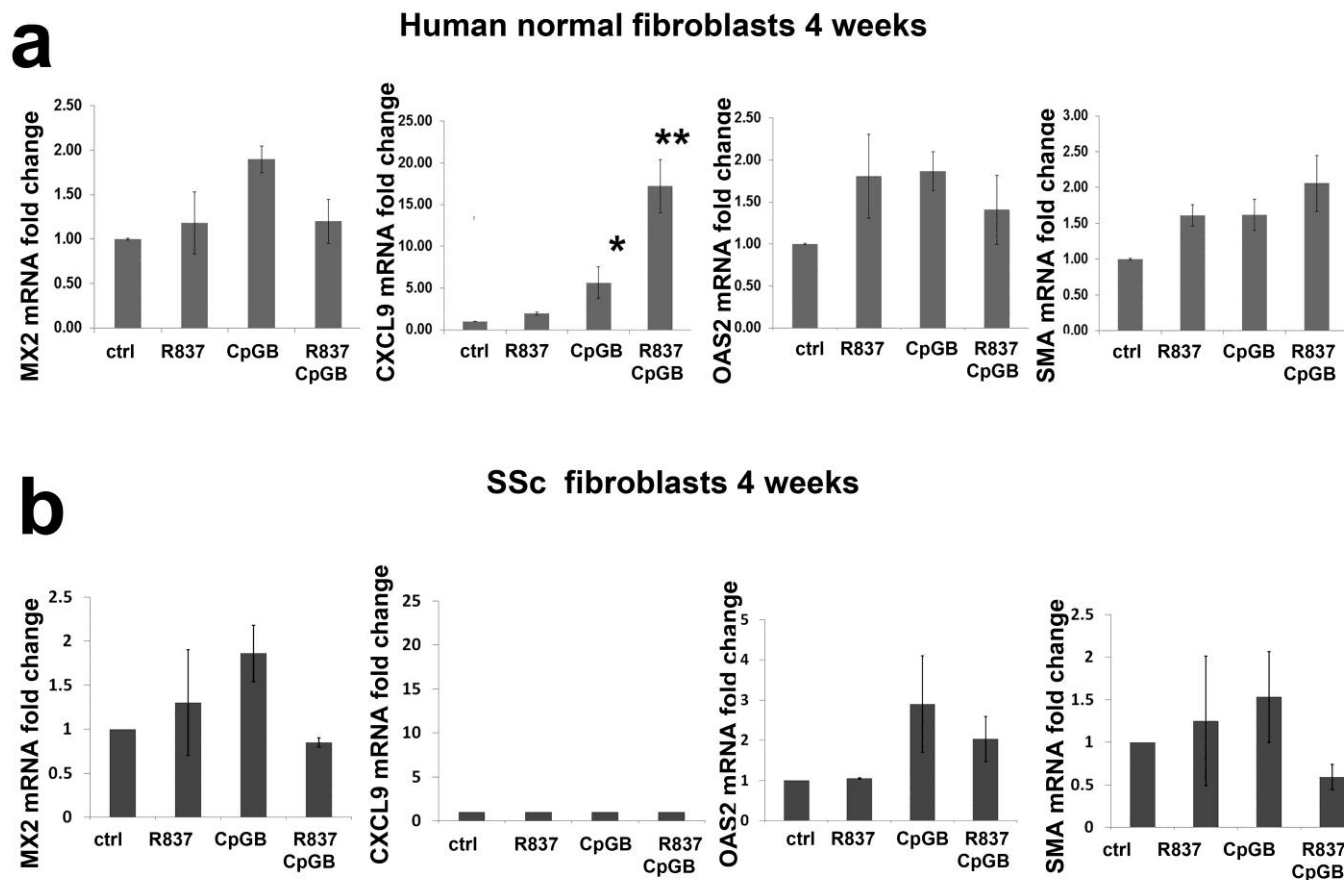 a
Human normal fibroblasts 4 weeks
MX2 mRNA fold change
2.50
2.00
1.50
1.00
0.50
0.00
ctrl R837 CpGB R837
CpGB
CXCL9 mRNA fold change
25.00
20.00
15.00
10.00
5.00
0.00
*
**
ctrl R837 CpGB R837
CpGB
OAS2 mRNA fold change
2.50
2.00
1.50
1.00
0.50
0.00
ctrl R837 CpGB R837
CpGB
SMA mRNA fold change
3.00
2.50
2.00
1.50
1.00
0.50
0.00
ctrl R837 CpGB R837
CpGB
b
SSc fibroblasts 4 weeks
MX2 mRNA fold change
2.5
2
1.5
1
0.5
0
ctrl R837 CpGB R837
CpGB
CXCL9 mRNA fold change
25
20
15
10
5
0
ctrl R837 CpGB R837
CpGB
OAS2 mRNA fold change
5
4
3
2
1
0
ctrl R837 CpGB R837
CpGB
SMA mRNA fold change
2.5
2
1.5
1
0.5
0
ctrl R837 CpGB R837
CpGB